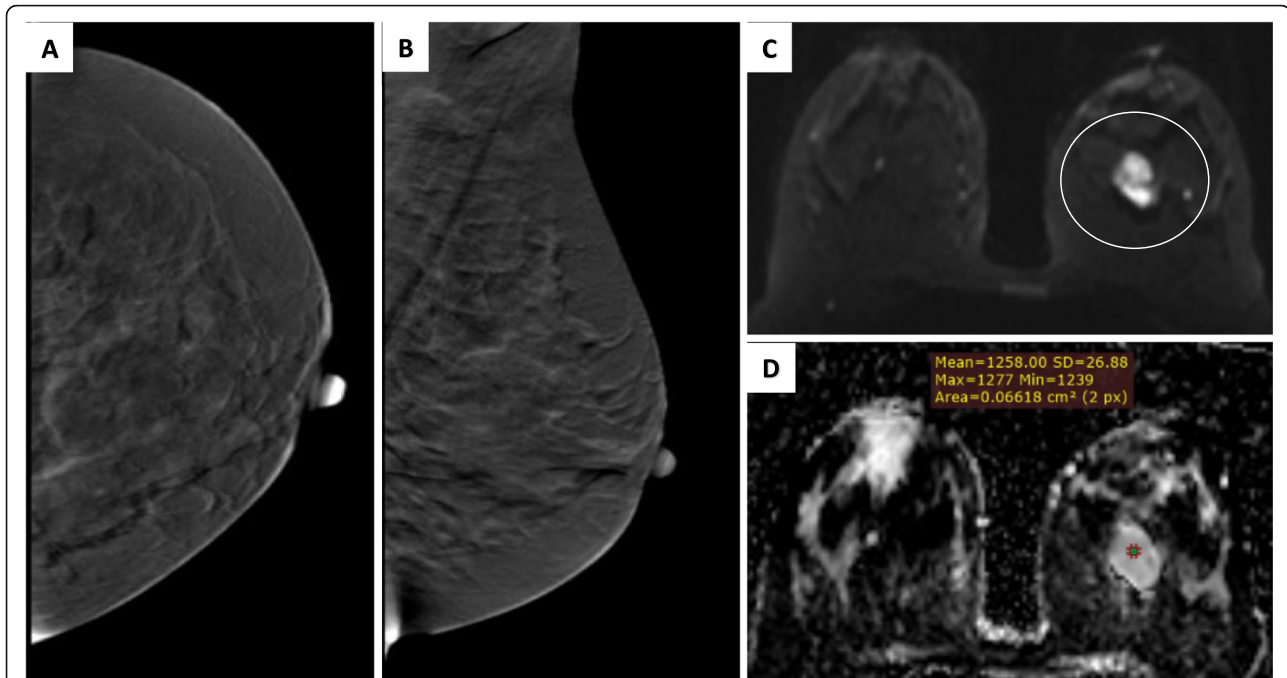 A
B
C
D
Mean=1258.00 SD=26.88
Max=1277 Min=1239
Area=0.06618 cm² (2 px)